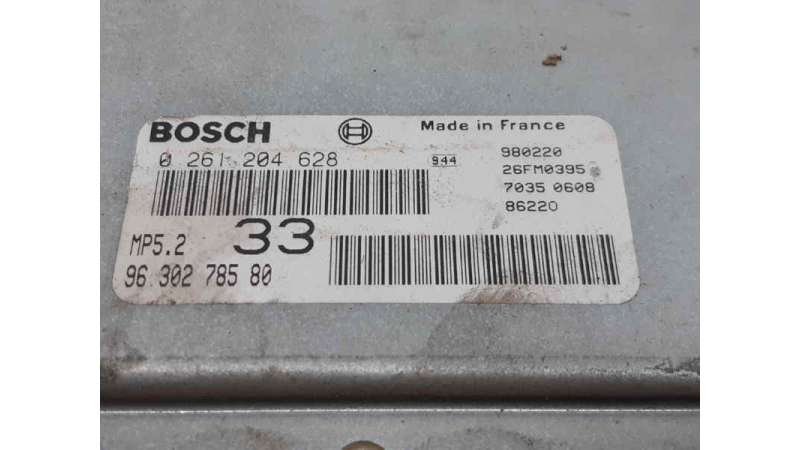 BOSCH Made in France
0 261 204 628 944 980220
26FM0395
7035 0608
86220
MP5.2 33
96 302 785 80